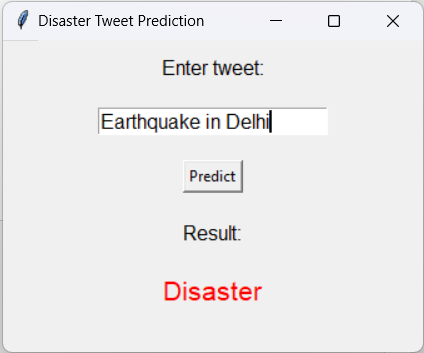 Disaster Tweet Prediction
Enter tweet:
Earthquake in Delhi
Predict
Result:
Disaster